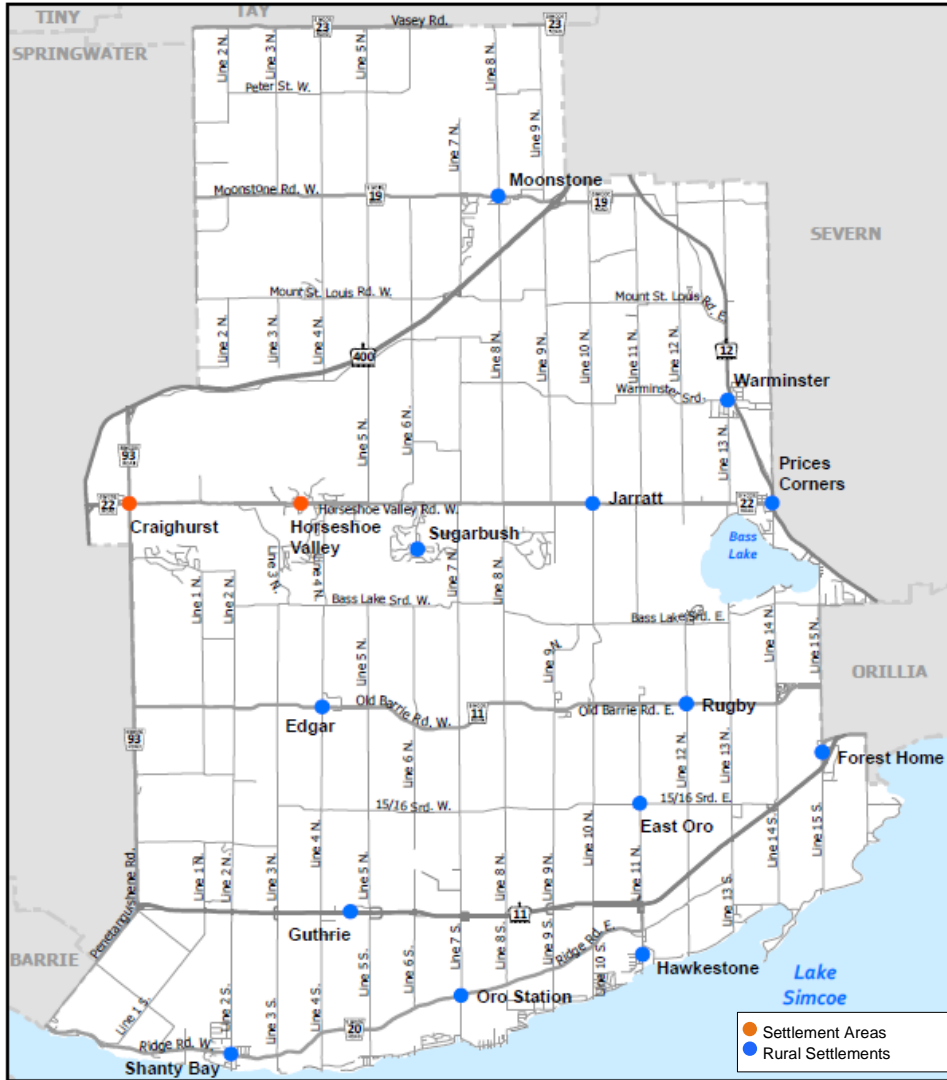 TINY
TAY
SPRINGWATER
SIMCOE
23
ROAD
Vasey Rd.
23
Line 2 N.
Line 3 N.
Line 5 N.
Line 8 N.
Peter St. W.
Line 7 N.
Line 9 N.
Moonstone
Moonstone Rd. W.
19
19
SEVERN
Mount St. Louis Rd. W.
Mount St. Louis Rd. E.
Line 2 N.
Line 3 N.
Line 4 N.
Line 8 N.
Line 9 N.
Line 10 N.
Line 11 N.
Line 12 N.
400
12
Warminster
Warminster Srd.
Line 5 N.
Line 6 N.
Line 13 N.
93
Prices
Corners
22
Craighurst
Horseshoe Valley Rd. W.
Horseshoe
Valley
Jarratt
22
Sugarbush
Bass
Lake
Line 3 N.
Line 4 N.
Line 7 N.
Line 8 N.
Line 1 N.
Line 2 N.
Bass Lake Srd. W.
Bass Lake Srd. E.
Line 14 N.
Line 15 N.
Line 5 N.
Line 9 N.
ORILLIA
Edgar
Old Barrie Rd. W.
11
Old Barrie Rd. E.
Rugby
93
Line 6 N.
Line 12 N.
Line 13 N.
Forest Home
15/16 Srd. W.
15/16 Srd. E.
East Oro
Line 4 N.
Line 10 N.
Line 14 S.
Line 15 S.
Line 1 N.
Line 2 N.
Line 3 N.
Line 5 N.
Line 8 N.
Line 9 N.
Line 11 N.
Line 13 S.
Penetanguishene Rd.
Guthrie
11
BARRIE
Line 5 S.
Line 6 S.
Line 7 S.
Line 8 S.
Line 9 S.
Ridge Rd. E.
Line 10 S.
Hawkestone
Lake
Simcoe
Oro Station
Line 1 S.
Line 2 S.
Line 3 S.
Line 4 S.
20
Ridge Rd. W.
Shanty Bay
Settlement Areas
Rural Settlements